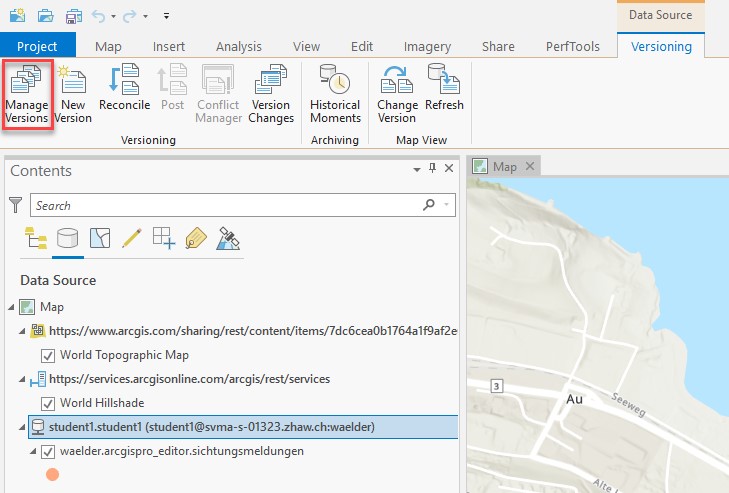 Data Source
Project Map Insert Analysis View Edit Imagery Share PerfTools Versioning
Manage Versions
New Version
Reconcile
Post
Conflict Manager
Version Changes
Historical Moments
Change Version
Refresh
Versioning
Archiving
Map View
Contents
Search
Data Source
Map
https://www.arcgis.com/sharing/rest/content/items/7dc6cea0b1764a1f9af2e
World Topographic Map
https://services.arcgisonline.com/arcgis/rest/services
World Hillshade
student1.student1 (student1@svma-s-01323.zhaw.ch:waelder)
waelder.arcgispro_editor.sichtungsmeldungen
Map
3
Au
Seeweg
Alte